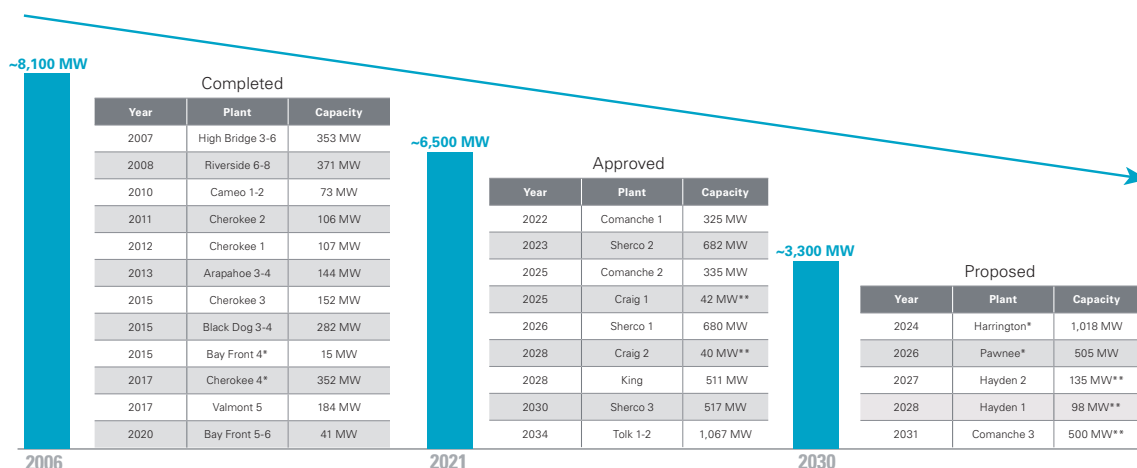 ~8,100 MW
Completed
Year Plant Capacity
2007 High Bridge 3-6 353 MW
2008 Riverside 6-8 371 MW
2010 Cameo 1-2 73 MW
2011 Cherokee 2 106 MW
2012 Cherokee 1 107 MW
2013 Arapahoe 3-4 144 MW
2015 Cherokee 3 152 MW
2015 Black Dog 3-4 282 MW
2015 Bay Front 4* 15 MW
2017 Cherokee 4* 352 MW
2017 Valmont 5 184 MW
2020 Bay Front 5-6 41 MW
2006
~6,500 MW
Approved
Year Plant Capacity
2022 Comanche 1 325 MW
2023 Sherco 2 682 MW
2025 Comanche 2 335 MW
2025 Craig 1 42 MW**
2026 Sherco 1 680 MW
2028 Craig 2 40 MW**
2028 King 511 MW
2030 Sherco 3 517 MW
2034 Tolk 1-2 1,067 MW
2021
~3,300 MW
Proposed
Year Plant Capacity
2024 Harrington* 1,018 MW
2026 Pawnee* 505 MW
2027 Hayden 2 135 MW**
2028 Hayden 1 98 MW**
2031 Comanche 3 500 MW**
2030